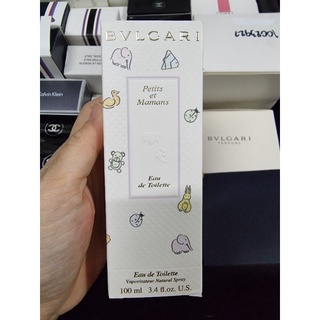 BVLGARI
Petits
et
Mamans
Eau
de Toilette
Eau de Toilette
Vaporisateur Natural Spray
100 ml 3.4 fl.oz. U.S.
Calvin Klein
BVLGARI
PARFUMS